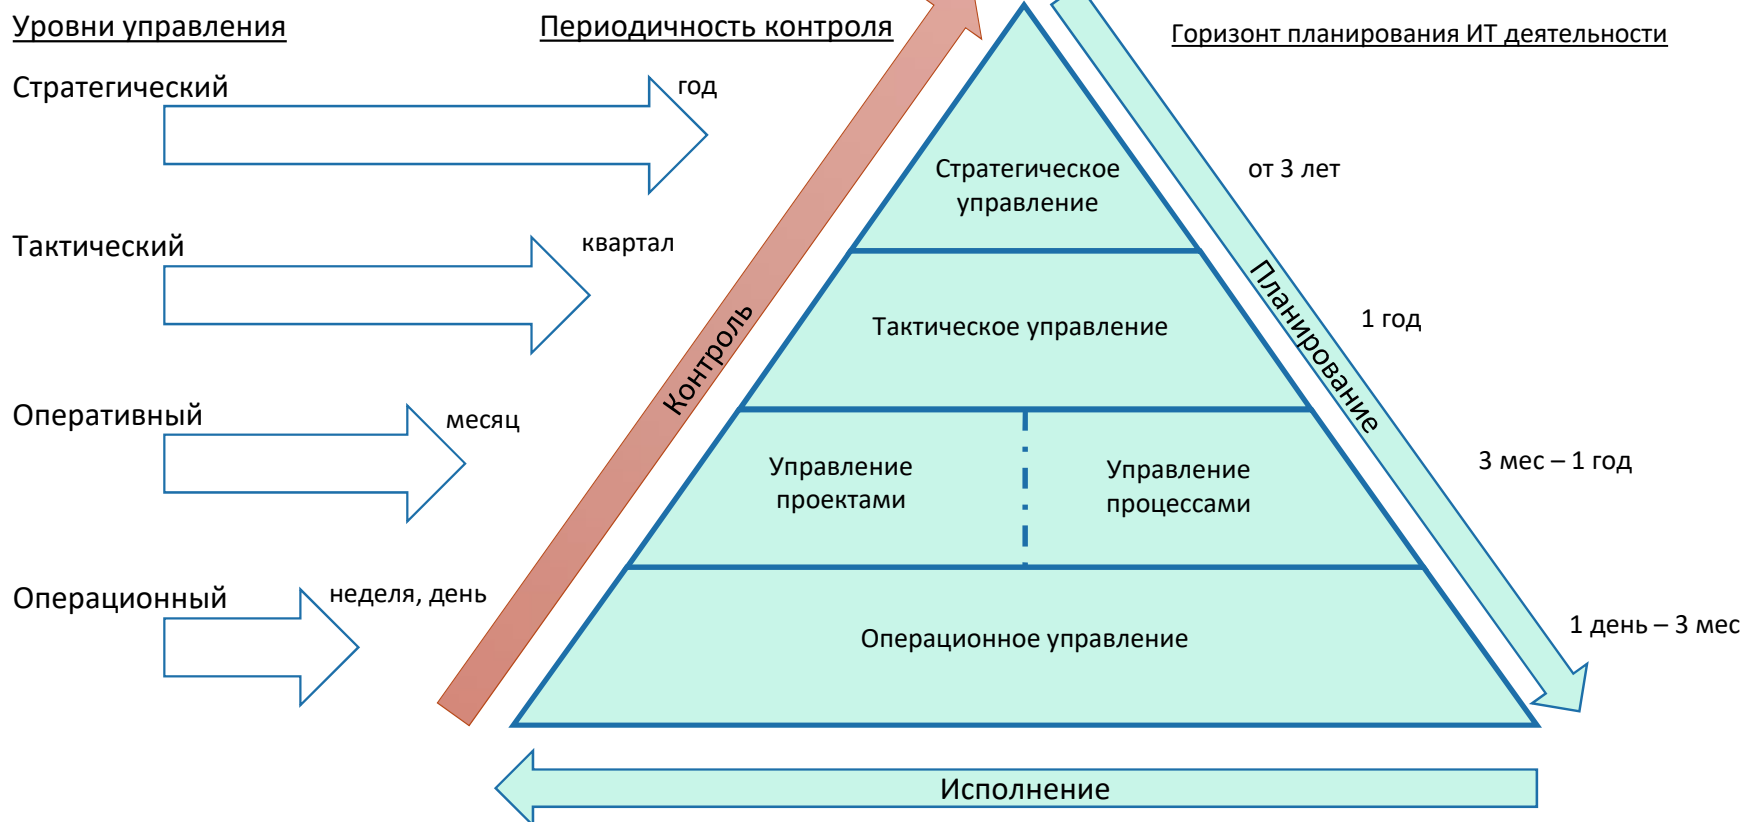 Уровни управления
Периодичность контроля
Горизонт планирования ИТ деятельности
Стратегический
год
Стратегическое
управление
от 3 лет
Тактический
квартал
Тактическое управление
1 год
Контроль
Планирование
Оперативный
месяц
Управление
проектами
Управление
процессами
3 мес – 1 год
Операционный
неделя, день
Операционное управление
1 день – 3 мес
Исполнение